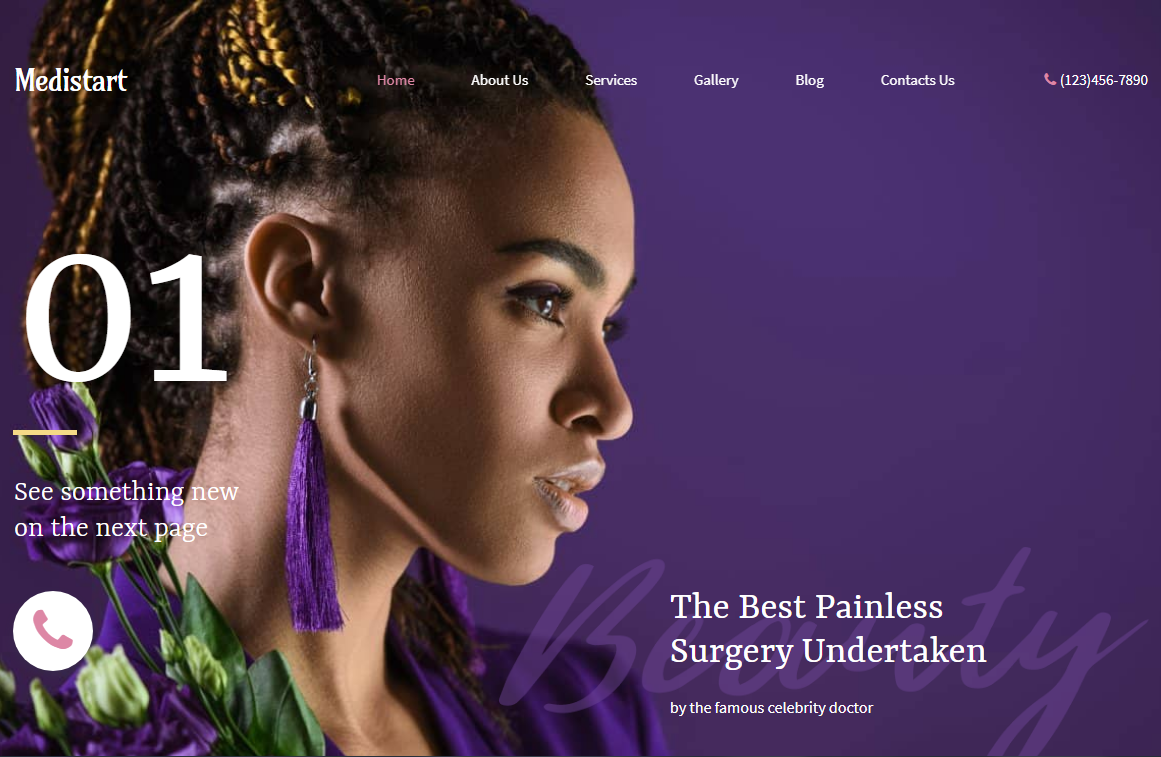 Medistart
Home
About Us
Services
Gallery
Blog
Contacts Us
(123)456-7890
01
See something new
on the next page
Beauty
The Best Painless
Surgery Undertaken
by the famous celebrity doctor